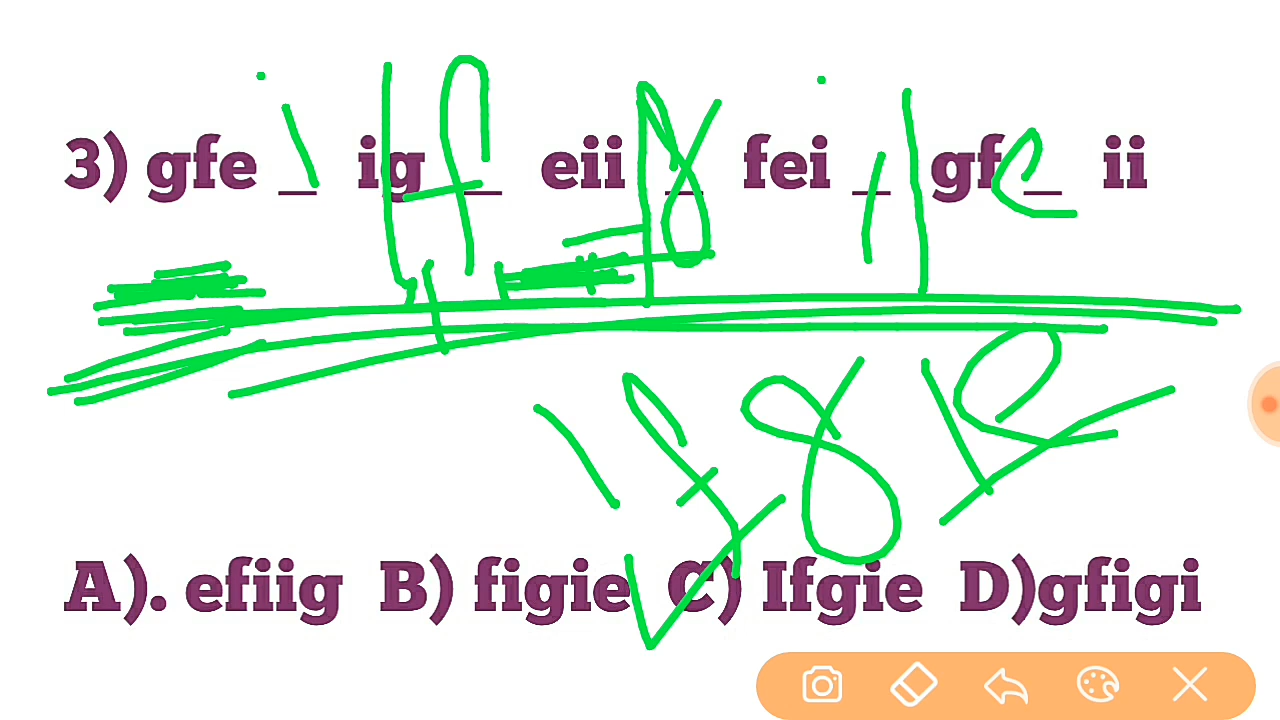 3) gfe _ ig _ eii _ fei _ gf _ ii
i f g i e
A). efiig B) figie C) Ifgie D)gfigi